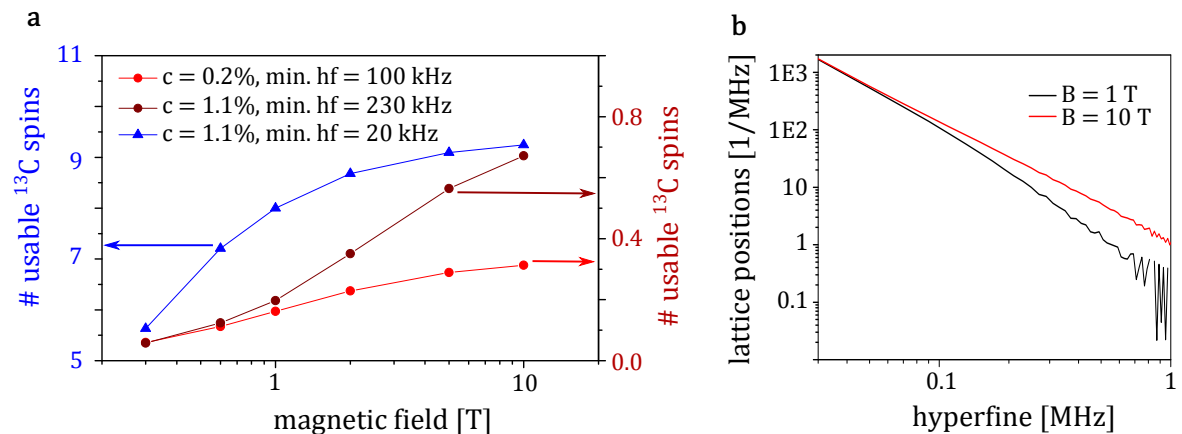 a
# usable ¹³C spins
11
9
7
5
c = 0.2%, min. hf = 100 kHz
c = 1.1%, min. hf = 230 kHz
c = 1.1%, min. hf = 20 kHz
0.8
0.4
0.0
# usable ¹³C spins
1
10
magnetic field [T]
b
lattice positions [1/MHz]
1E3
1E2
10
1
0.1
B = 1 T
B = 10 T
0.1
1
hyperfine [MHz]